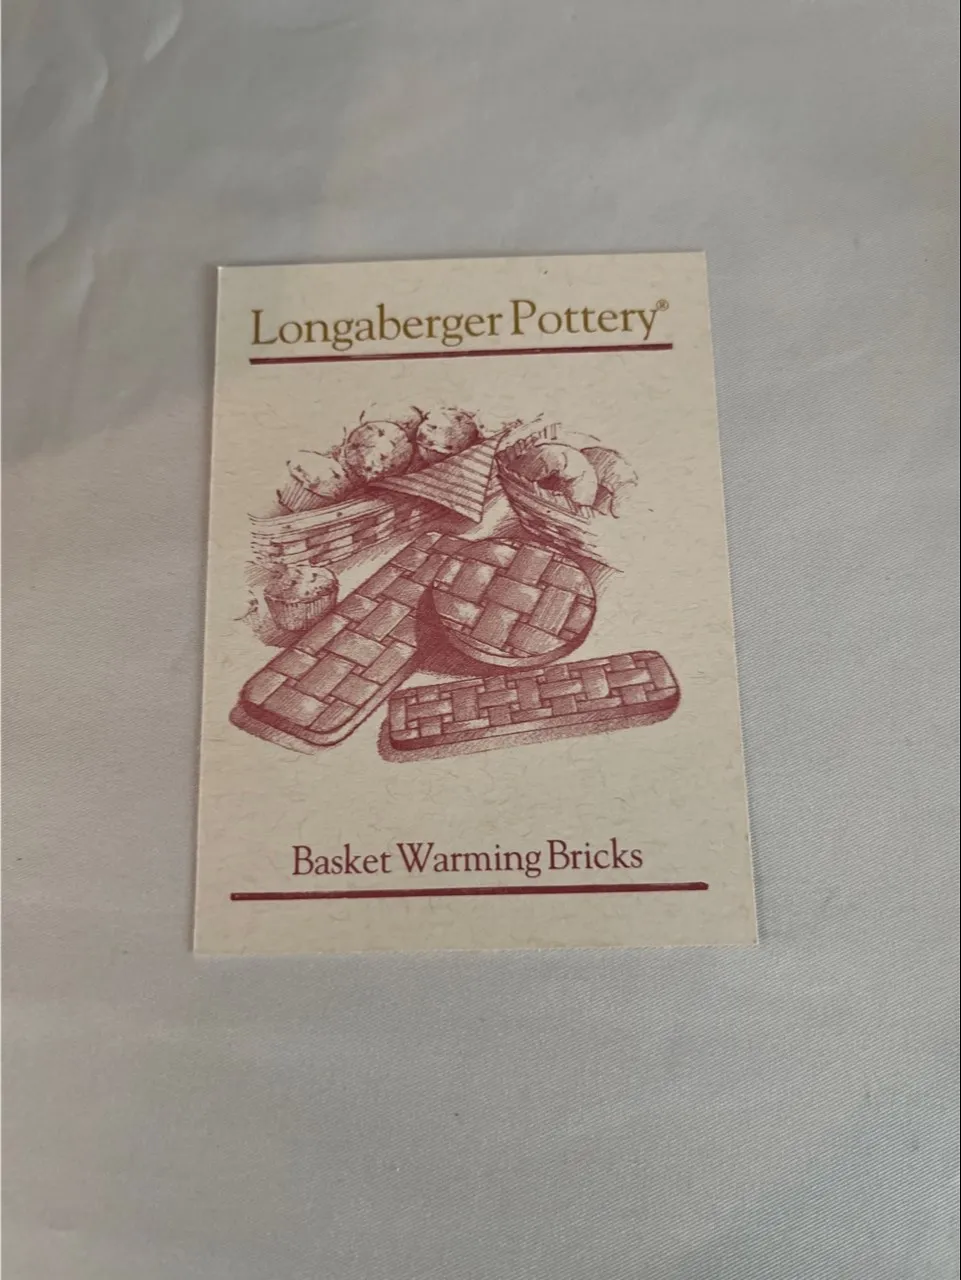 Longaberger Pottery®
Basket Warming Bricks